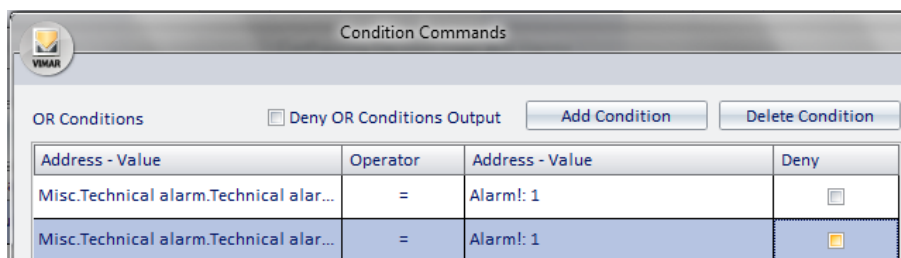 Condition Commands
VIMAR
OR Conditions Deny OR Conditions Output Add Condition Delete Condition
Address - Value Operator Address - Value Deny
Misc.Technical alarm.Technical alar... = Alarm!: 1
Misc.Technical alarm.Technical alar... = Alarm!: 1